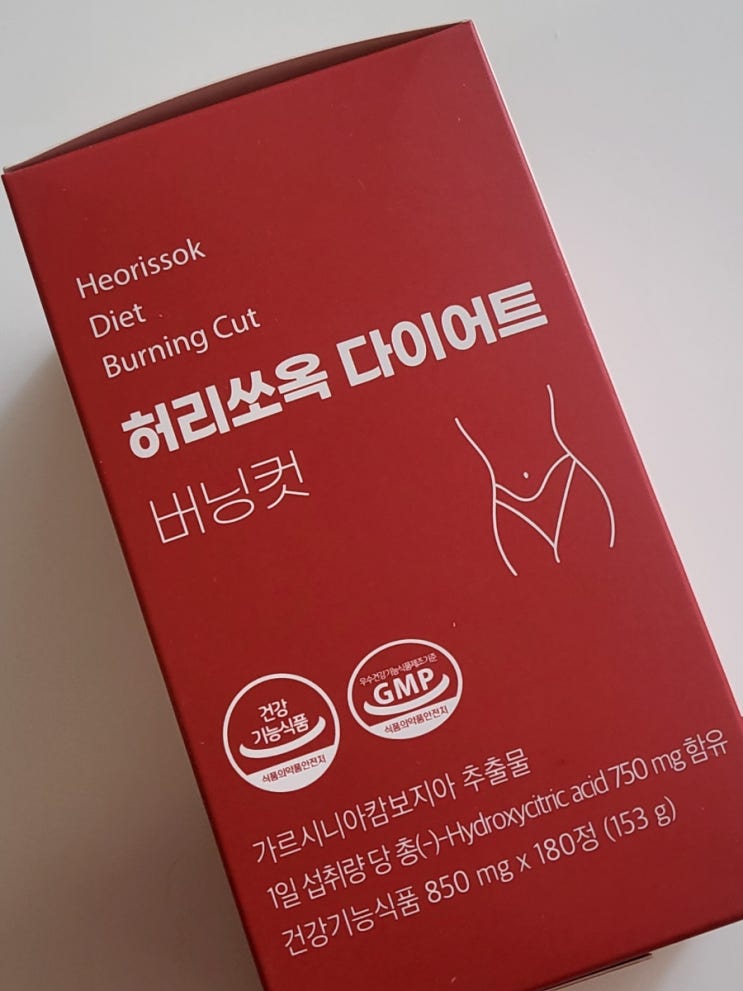 Heorissok
Diet
Burning Cut
허리쏘옥 다이어트
버닝컷
건강
기능식품
식품의약품안전처
우수건강기능식품제조기준
GMP
식품의약품안전처
가르시니아캄보지아 추출물
1일 섭취량 당 총(-)-Hydroxycitric acid 750 mg 함유
건강기능식품 850 mg x 180정 (153 g)